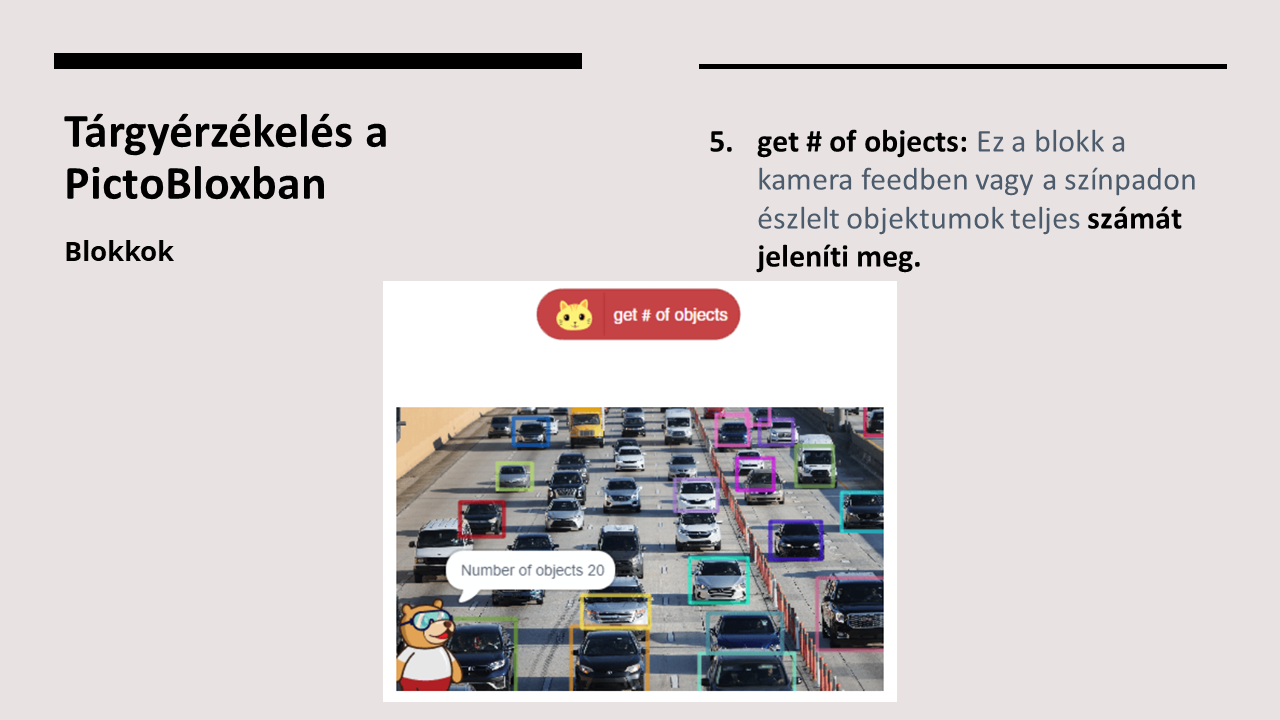 Tárgyérzékelés a
PictoBloxban
Blokkok
5. get # of objects: Ez a blokk a
kamera feedben vagy a színpadon
észlelt objektumok teljes számát
jeleníti meg.
get # of objects
Number of objects 20